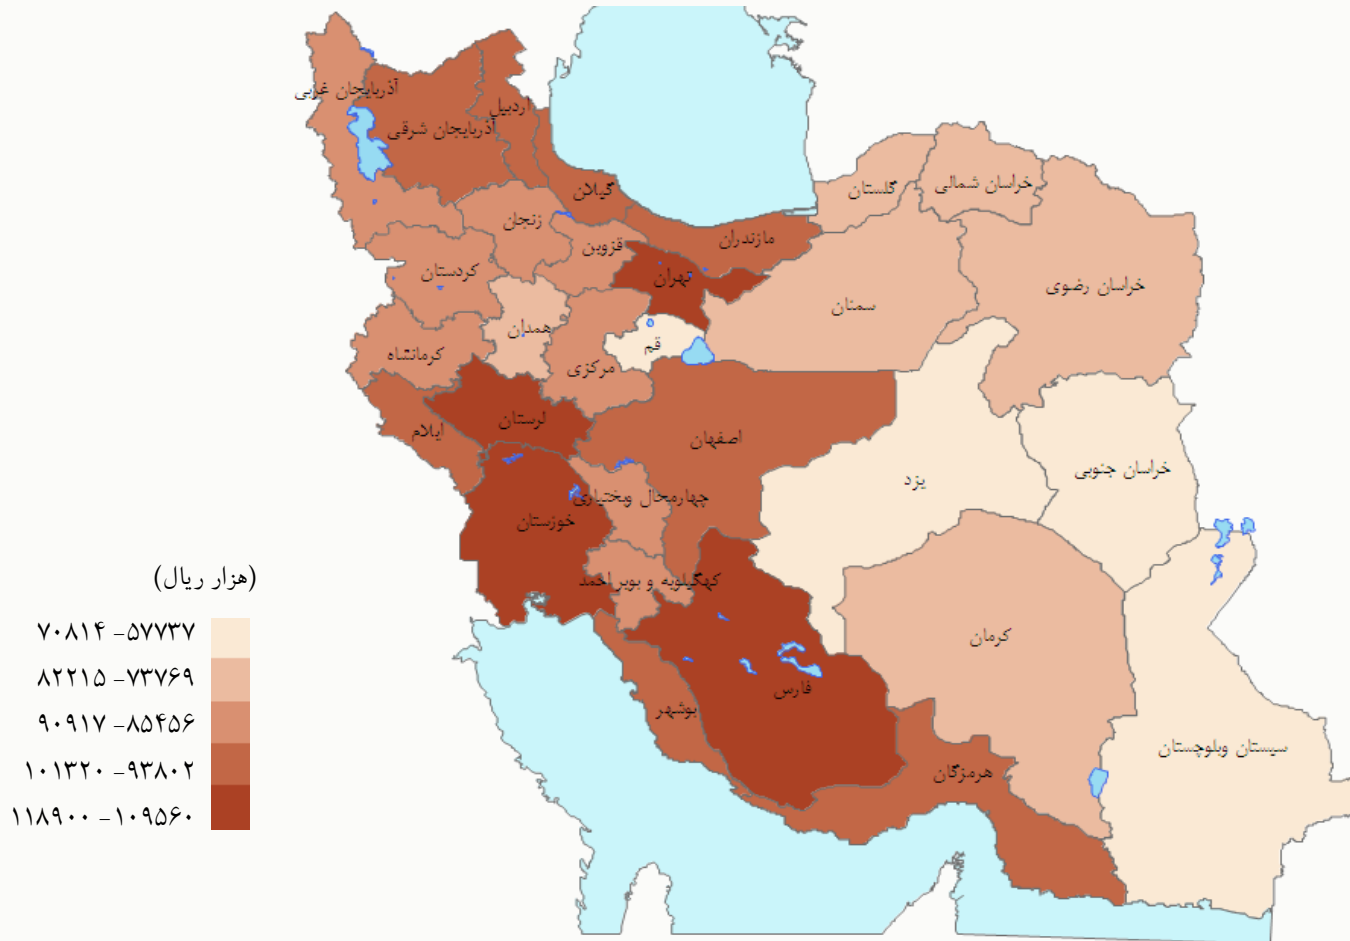 آذربایجان غربی
اردبیل
آذربایجان شرقی
گیلان
خراسان شمالی
گلستان
زنجان
مازندران
قزوین
کردستان
تهران
خراسان رضوی
سمنان
همدان
قم
کرمانشاه
مرکزی
لرستان
ایلام
اصفهان
خراسان جنوبی
یزد
چهارمحال وبختیاری
خوزستان
کهگیلویه و بویراحمد
کرمان
فارس
بوشهر
سیستان وبلوچستان
هرمزگان
(هزار ریال)
۵۷۷۳۷ – ۷۰۸۱۴
۷۳۷۶۹ – ۸۲۲۱۵
۸۵۴۵۶ – ۹۰۹۱۷
۹۳۸۰۲ – ۱۰۱۳۲۰
۱۰۹۵۶۰ – ۱۱۸۹۰۰